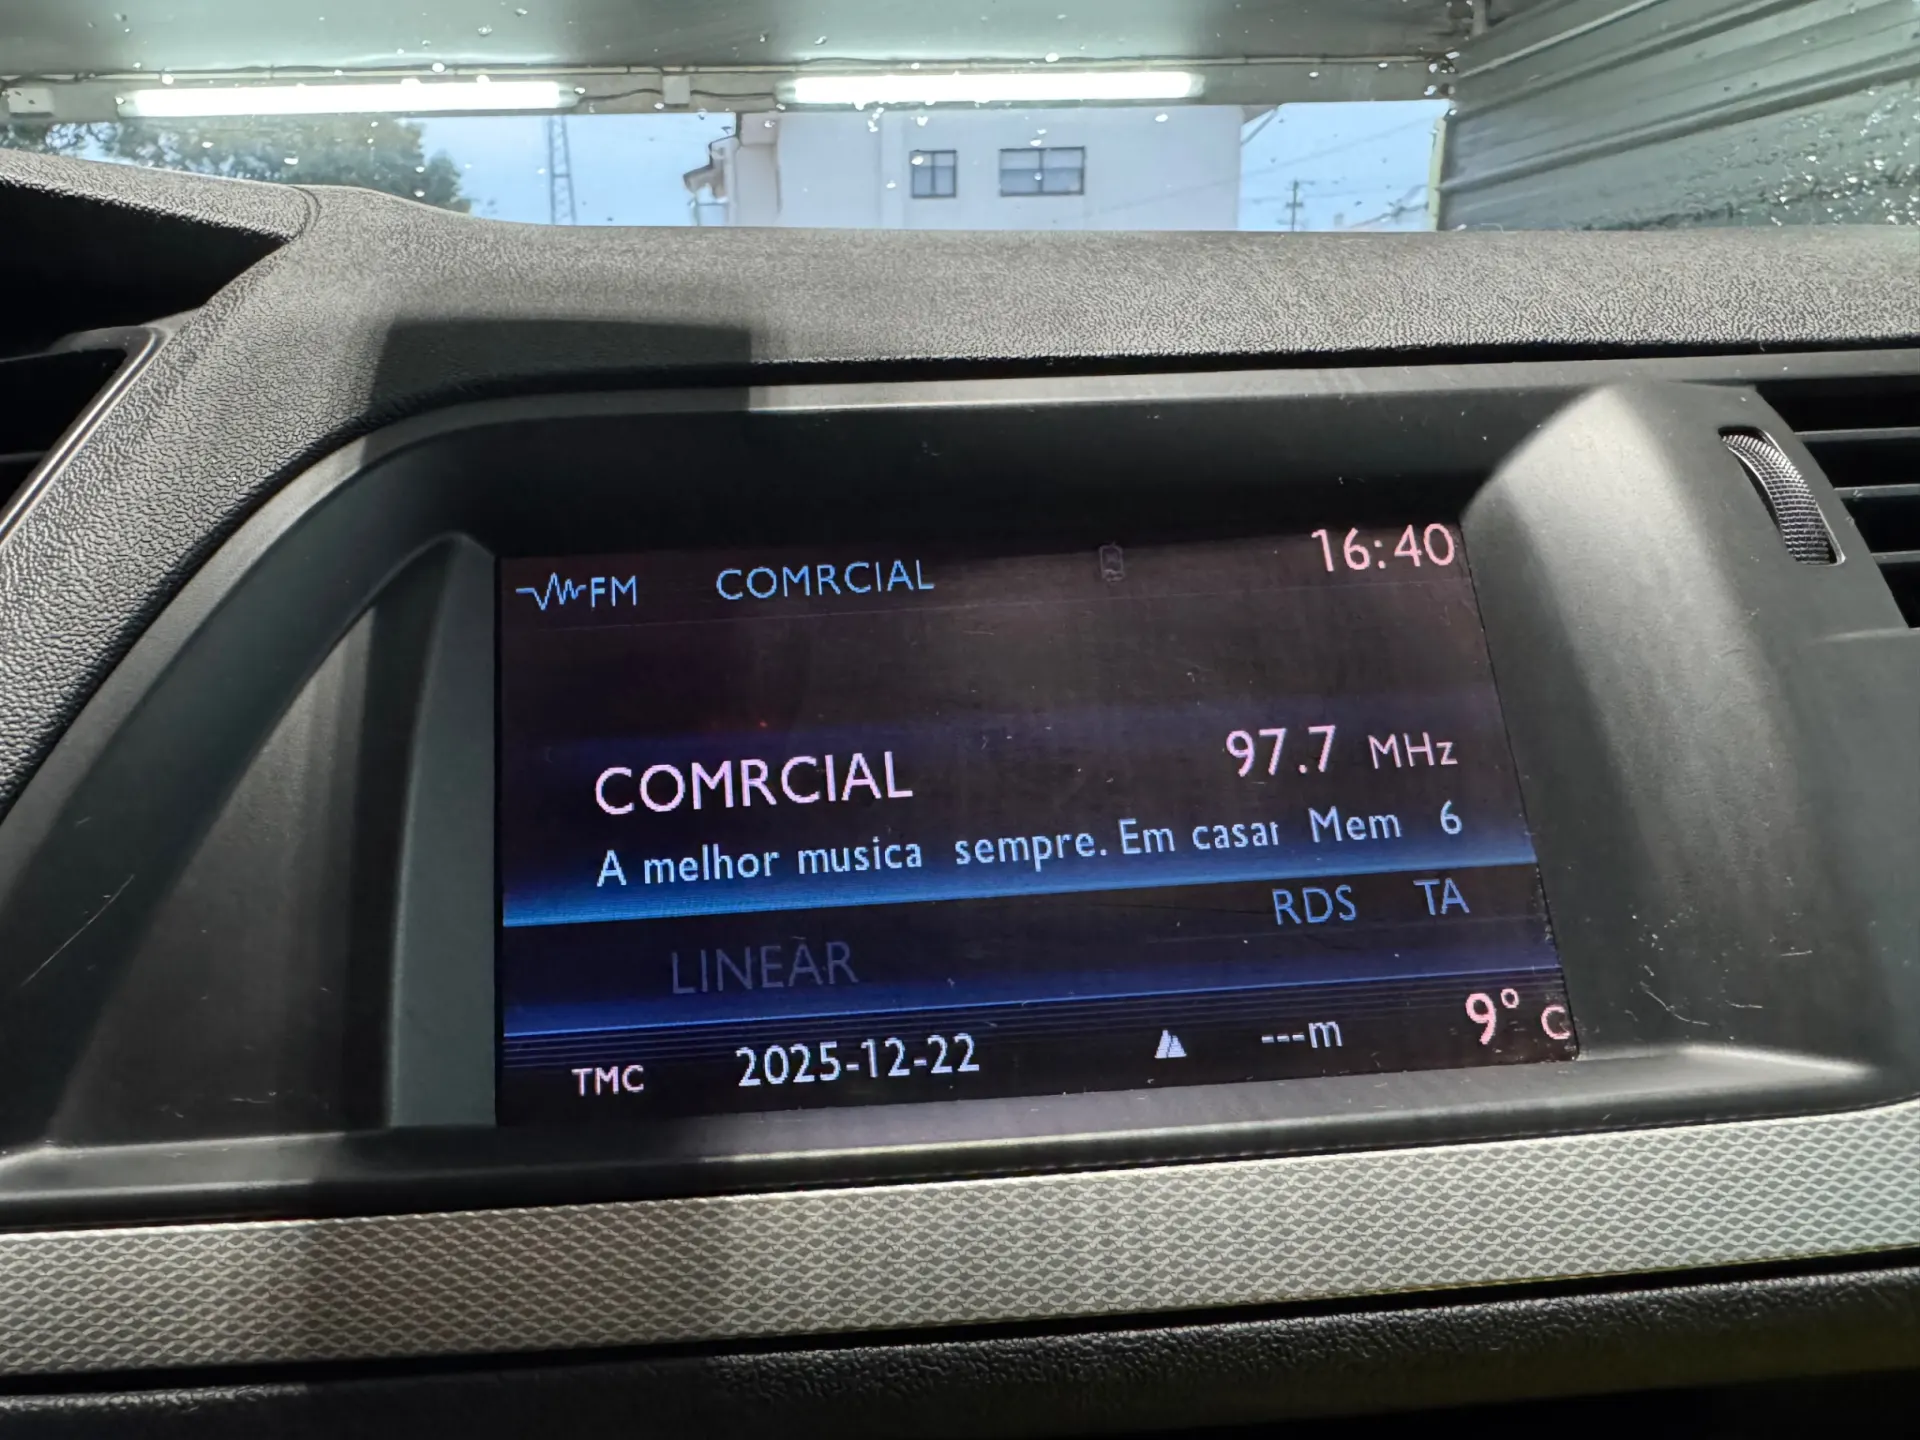 FM COMRCIAL 16:40
COMRCIAL 97.7 MHz
A melhor musica sempre. Em casa Mem 6
RDS TA
LINEAR
TMC 2025-12-22 ---m 9° C